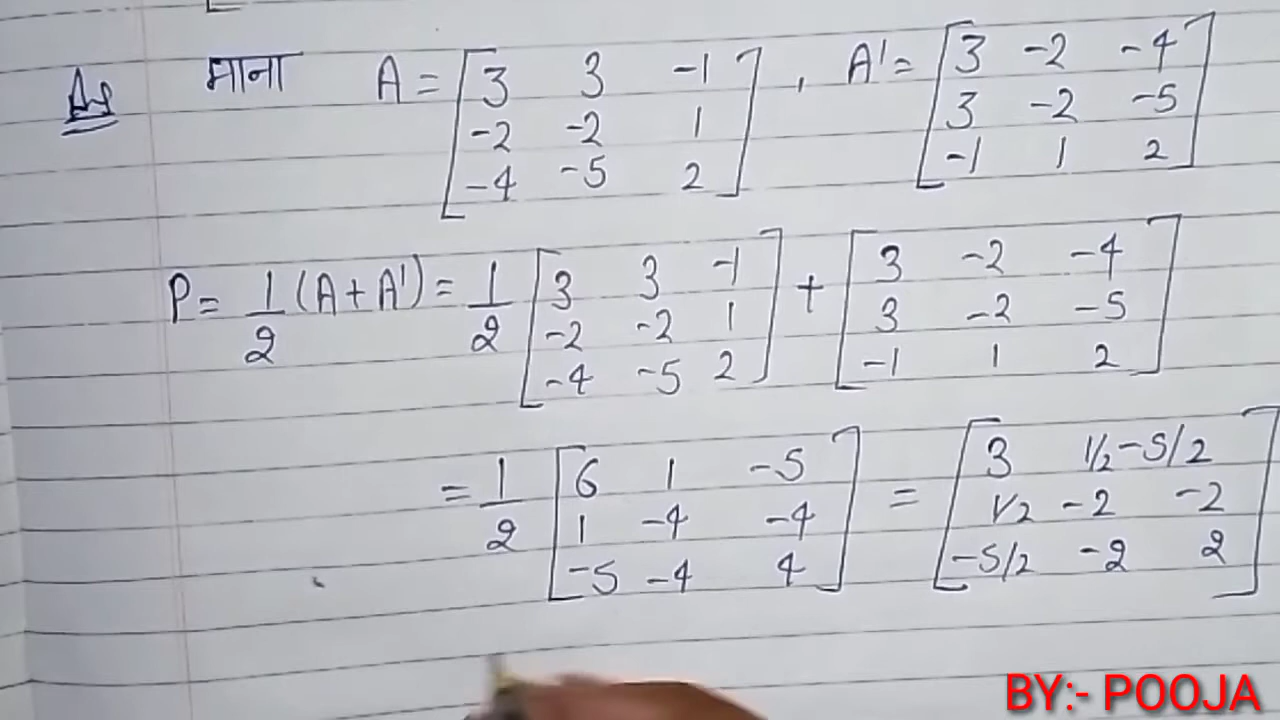 Ans माना A = [3 3 -1], A' = [3 -2 -4]
-2 -2 1 3 -2 -5
-4 -5 2 -1 1 2
P = 1/2 (A + A') = 1/2 [3 3 -1] + [3 -2 -4]
-2 -2 1 3 -2 -5
-4 -5 2 -1 1 2
= 1/2 [6 1 -5] = [3 1/2 -5/2]
1 -4 -4 1/2 -2 -2
-5 -4 4 -5/2 -2 2
BY:- POOJA